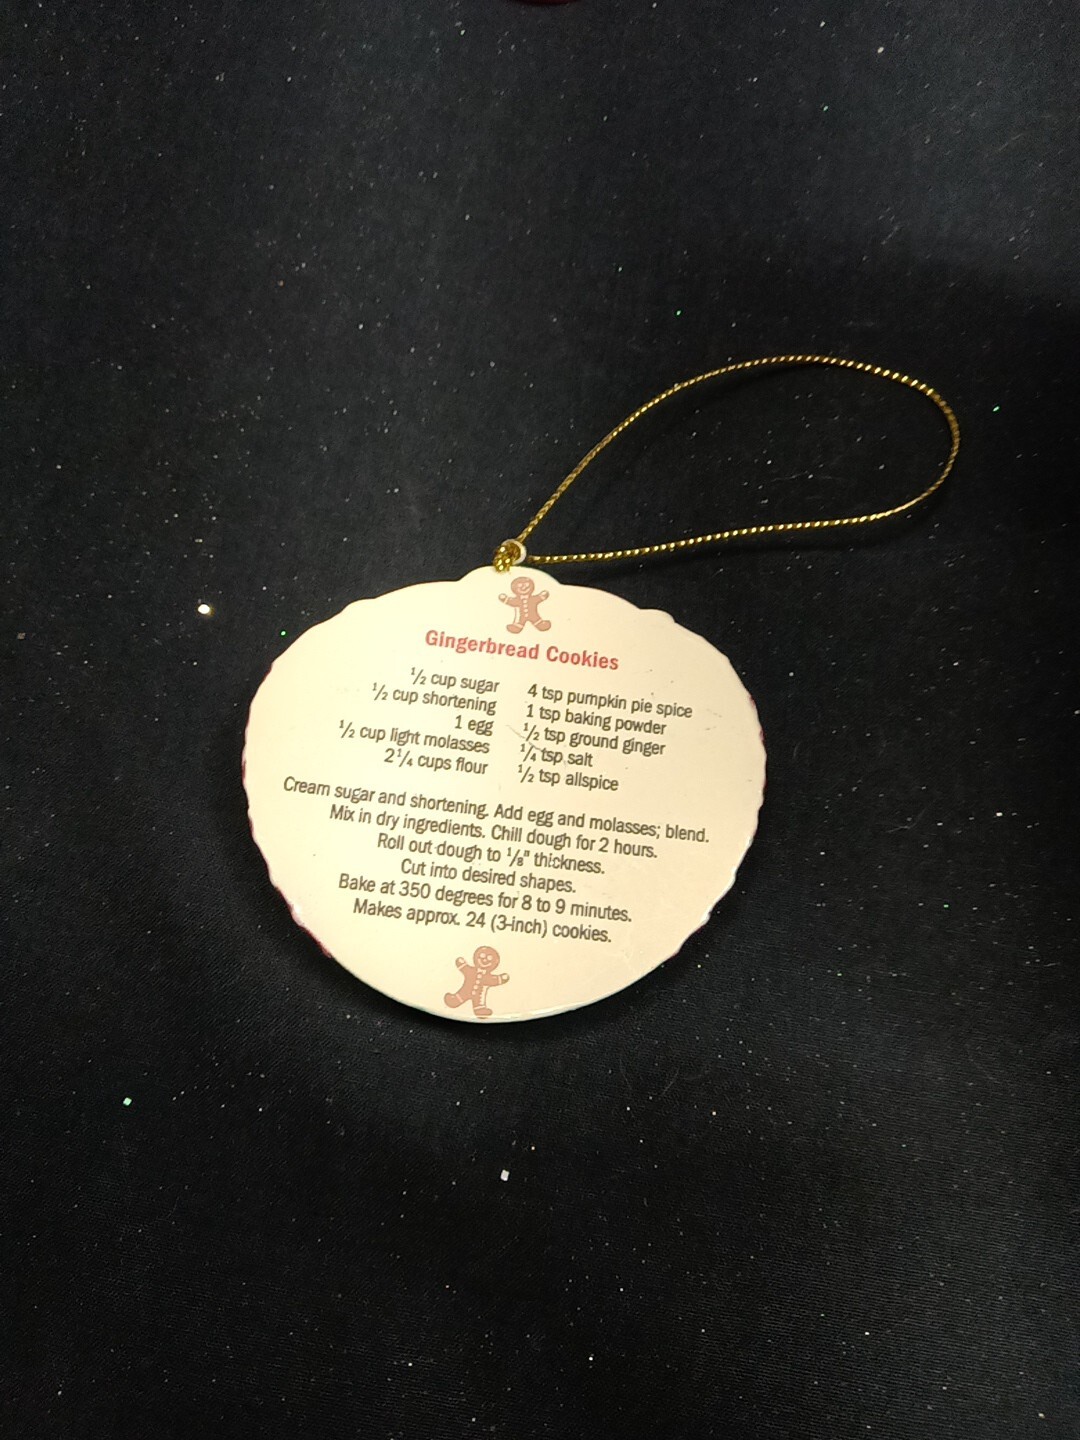 Gingerbread Cookies
½ cup sugar
½ cup shortening
1 egg
½ cup light molasses
2¼ cups flour
4 tsp pumpkin pie spice
1 tsp baking powder
½ tsp ground ginger
¼ tsp salt
½ tsp allspice
Cream sugar and shortening. Add egg and molasses; blend.
Mix in dry ingredients. Chill dough for 2 hours.
Roll out dough to ⅛" thickness.
Cut into desired shapes.
Bake at 350 degrees for 8 to 9 minutes.
Makes approx. 24 (3-inch) cookies.